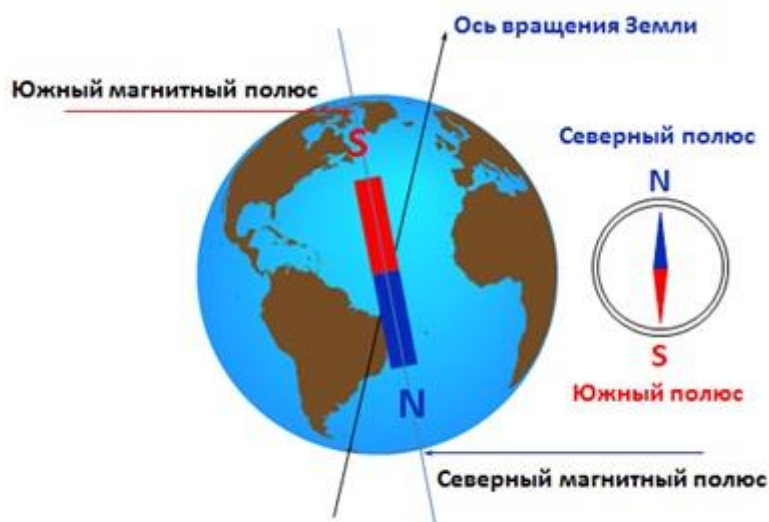 Ось вращения Земли
Южный магнитный полюс
S
N
Северный полюс
N
S
Южный полюс
Северный магнитный полюс